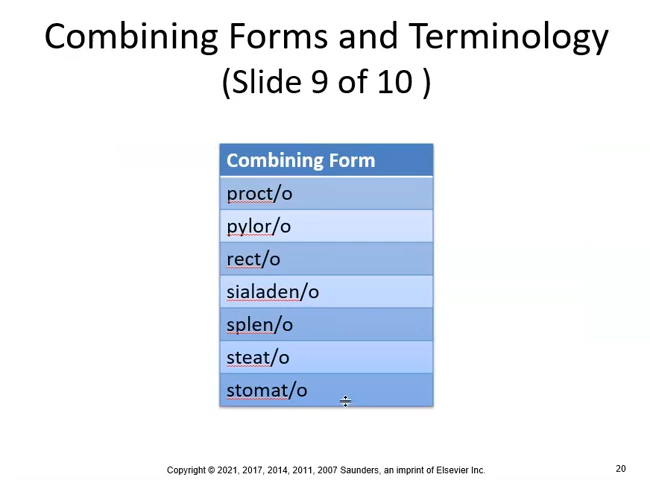 Combining Forms and Terminology
(Slide 9 of 10 )
Combining Form
proct/o
pylor/o
rect/o
sialaden/o
splen/o
steat/o
stomat/o
Copyright © 2021, 2017, 2014, 2011, 2007 Saunders, an imprint of Elsevier Inc.
20